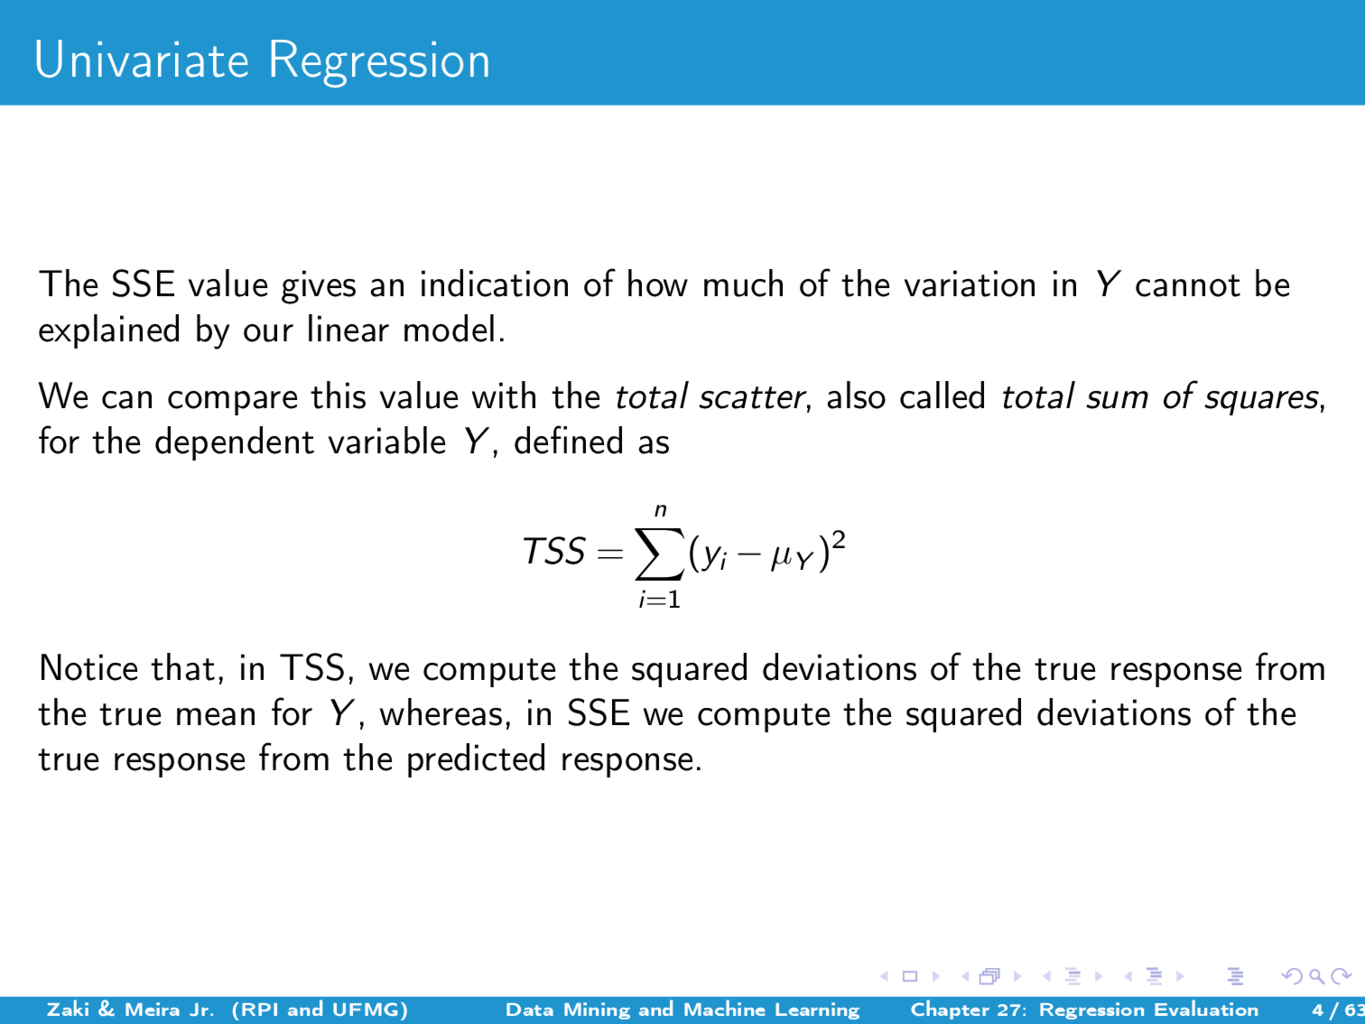 Univariate Regression
The SSE value gives an indication of how much of the variation in Y cannot be
explained by our linear model.
We can compare this value with the total scatter, also called total sum of squares,
for the dependent variable Y, defined as
TSS = \sum_{i=1}^{n} (y_i − μ_Y)^2
Notice that, in TSS, we compute the squared deviations of the true response from
the true mean for Y, whereas, in SSE we compute the squared deviations of the
true response from the predicted response.
Zaki & Meira Jr. (RPI and UFMG) Data Mining and Machine Learning Chapter 27: Regression Evaluation 4 / 63